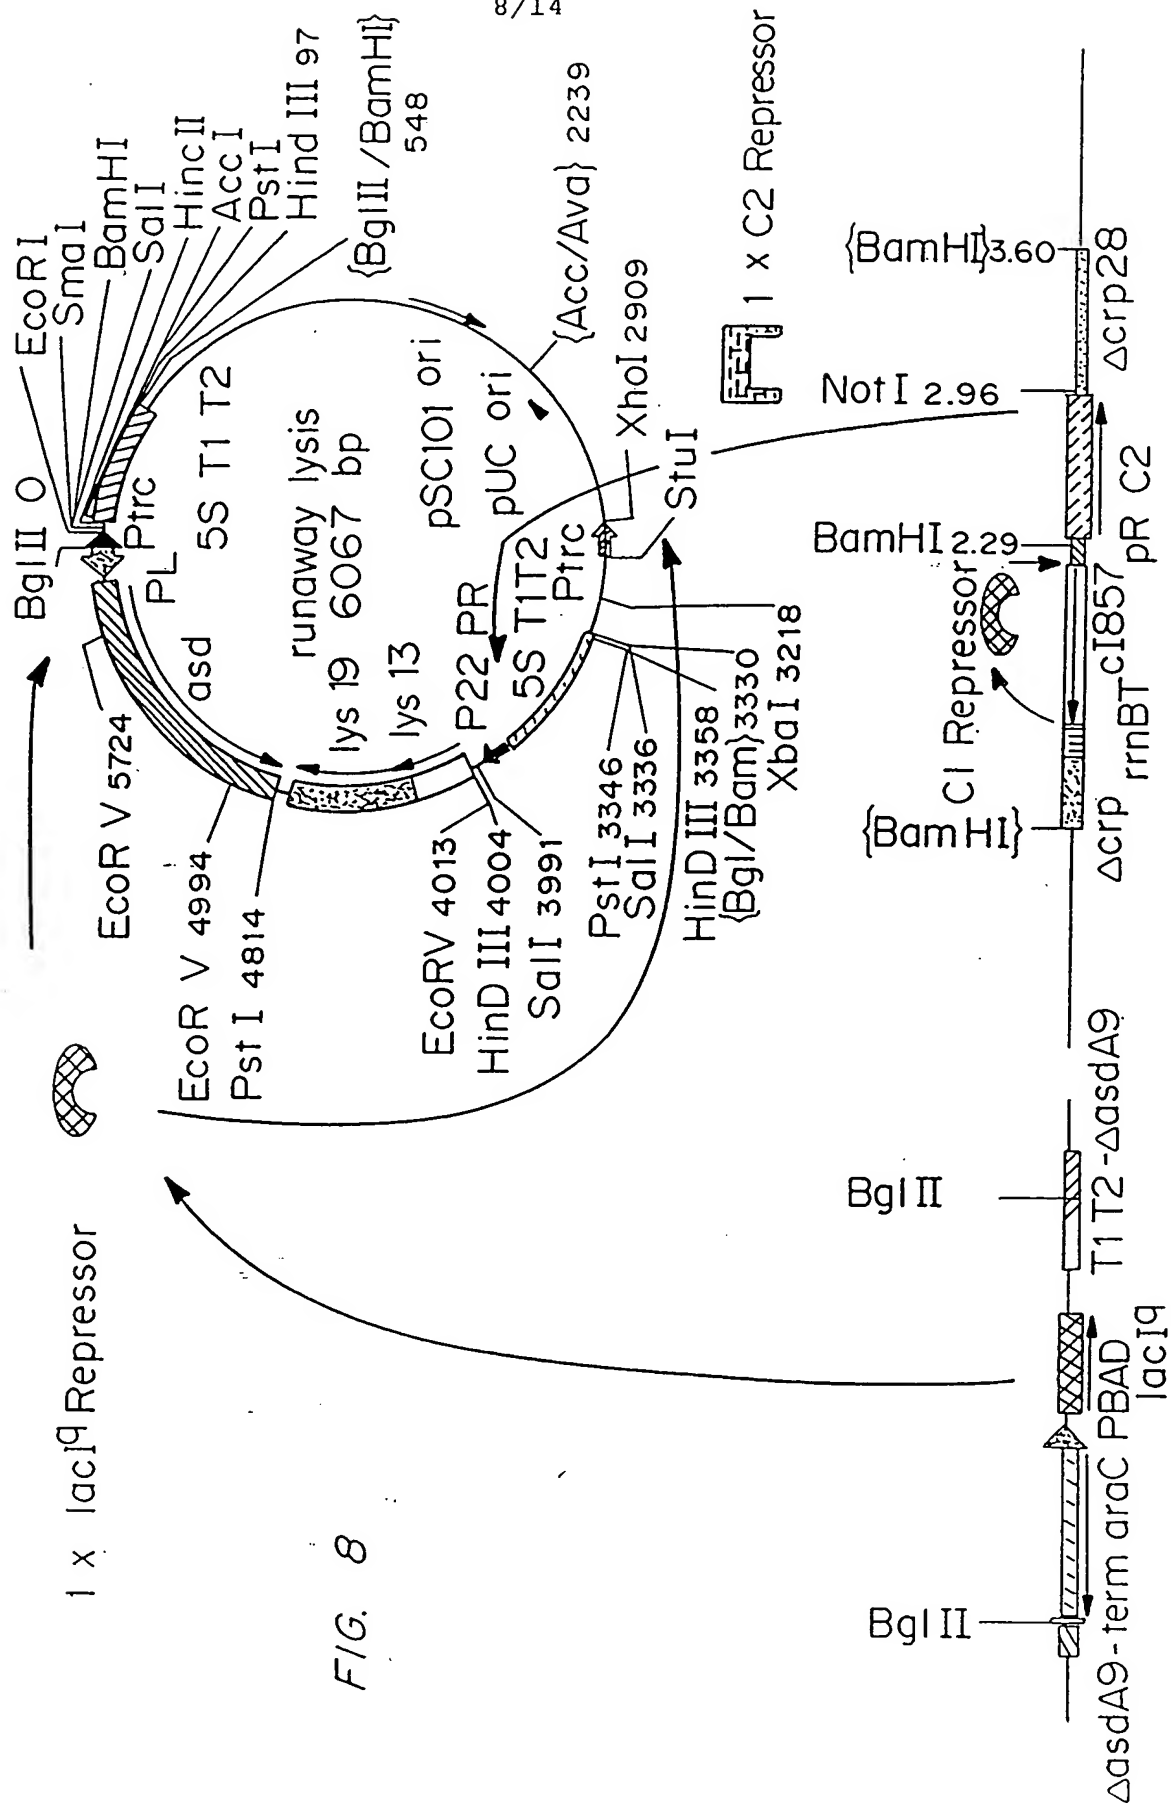 8/14
BglII O
EcoRI
SmaI
BamHI
SalI
HincII
AccI
PstI
Hind III 97
{BglII/BamHI}
548
{Acc/Ava} 2239
XhoI 2909
StuI
XbaI 3218
{Bgl/Bam}3330
HinD III 3358
SalI 3336
PstI 3346
SalI 3991
HinD III 4004
EcoRV 4013
Pst I 4814
EcoR V 4994
EcoR V 5724
PL
Ptrc
5S T1 T2
asd
runaway lysis
6067 bp
lys 19
lys 13
pSC101 ori
pUC ori
P22 PR
5S T1T2
Ptrc
1 x lacIq Repressor
1 x C2 Repressor
CI Repressor
FIG. 8
BglII
BglII
{Bam HI}
BamHI 2.29
NotI 2.96
{BamHI}3.60
ΔasdA9-term araC PBAD
lacIq
T1 T2 -ΔasdA9
Δcrp
rrnBT cI857
pR C2
Δcrp28